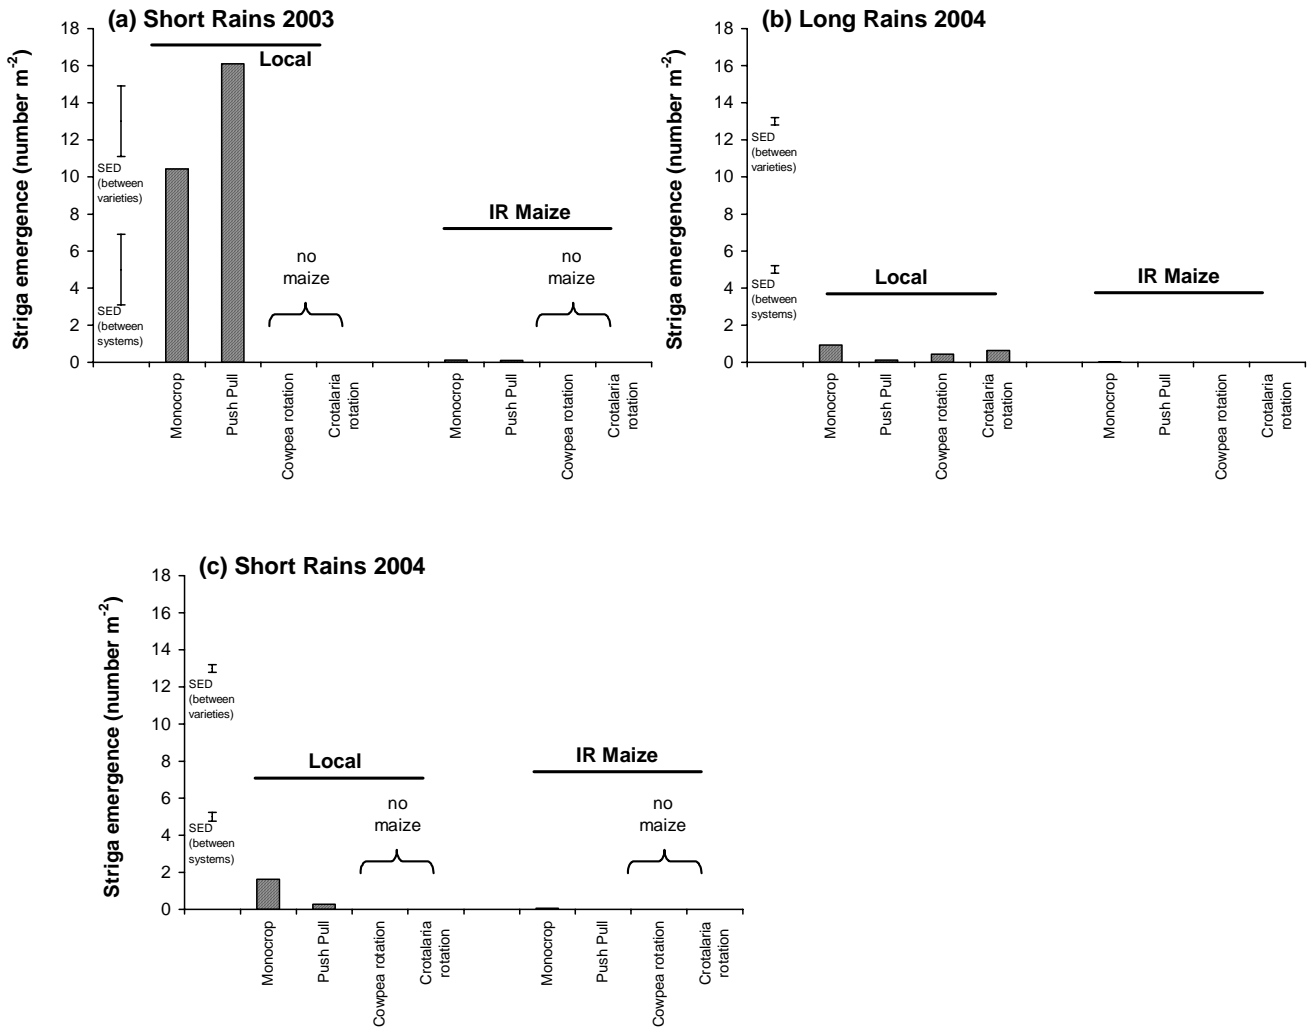 (a) Short Rains 2003
Striga emergence (number m⁻²)
18
16
14
12
10
8
6
4
2
0
Local
SED
(between
varieties)
SED
(between
systems)
IR Maize
no
maize
no
maize
Monocrop
Push Pull
Cowpea rotation
Crotalaria
rotation
Monocrop
Push Pull
Cowpea rotation
Crotalaria
rotation
(b) Long Rains 2004
Striga emergence (number m⁻²)
18
16
14
12
10
8
6
4
2
0
SED
(between
varieties)
SED
(between
systems)
Local
IR Maize
Monocrop
Push Pull
Cowpea rotation
Crotalaria
rotation
Monocrop
Push Pull
Cowpea rotation
Crotalaria
rotation
(c) Short Rains 2004
Striga emergence (number m⁻²)
18
16
14
12
10
8
6
4
2
0
SED
(between
varieties)
SED
(between
systems)
Local
IR Maize
no
maize
no
maize
Monocrop
Push Pull
Cowpea rotation
Crotalaria
rotation
Monocrop
Push Pull
Cowpea rotation
Crotalaria
rotation